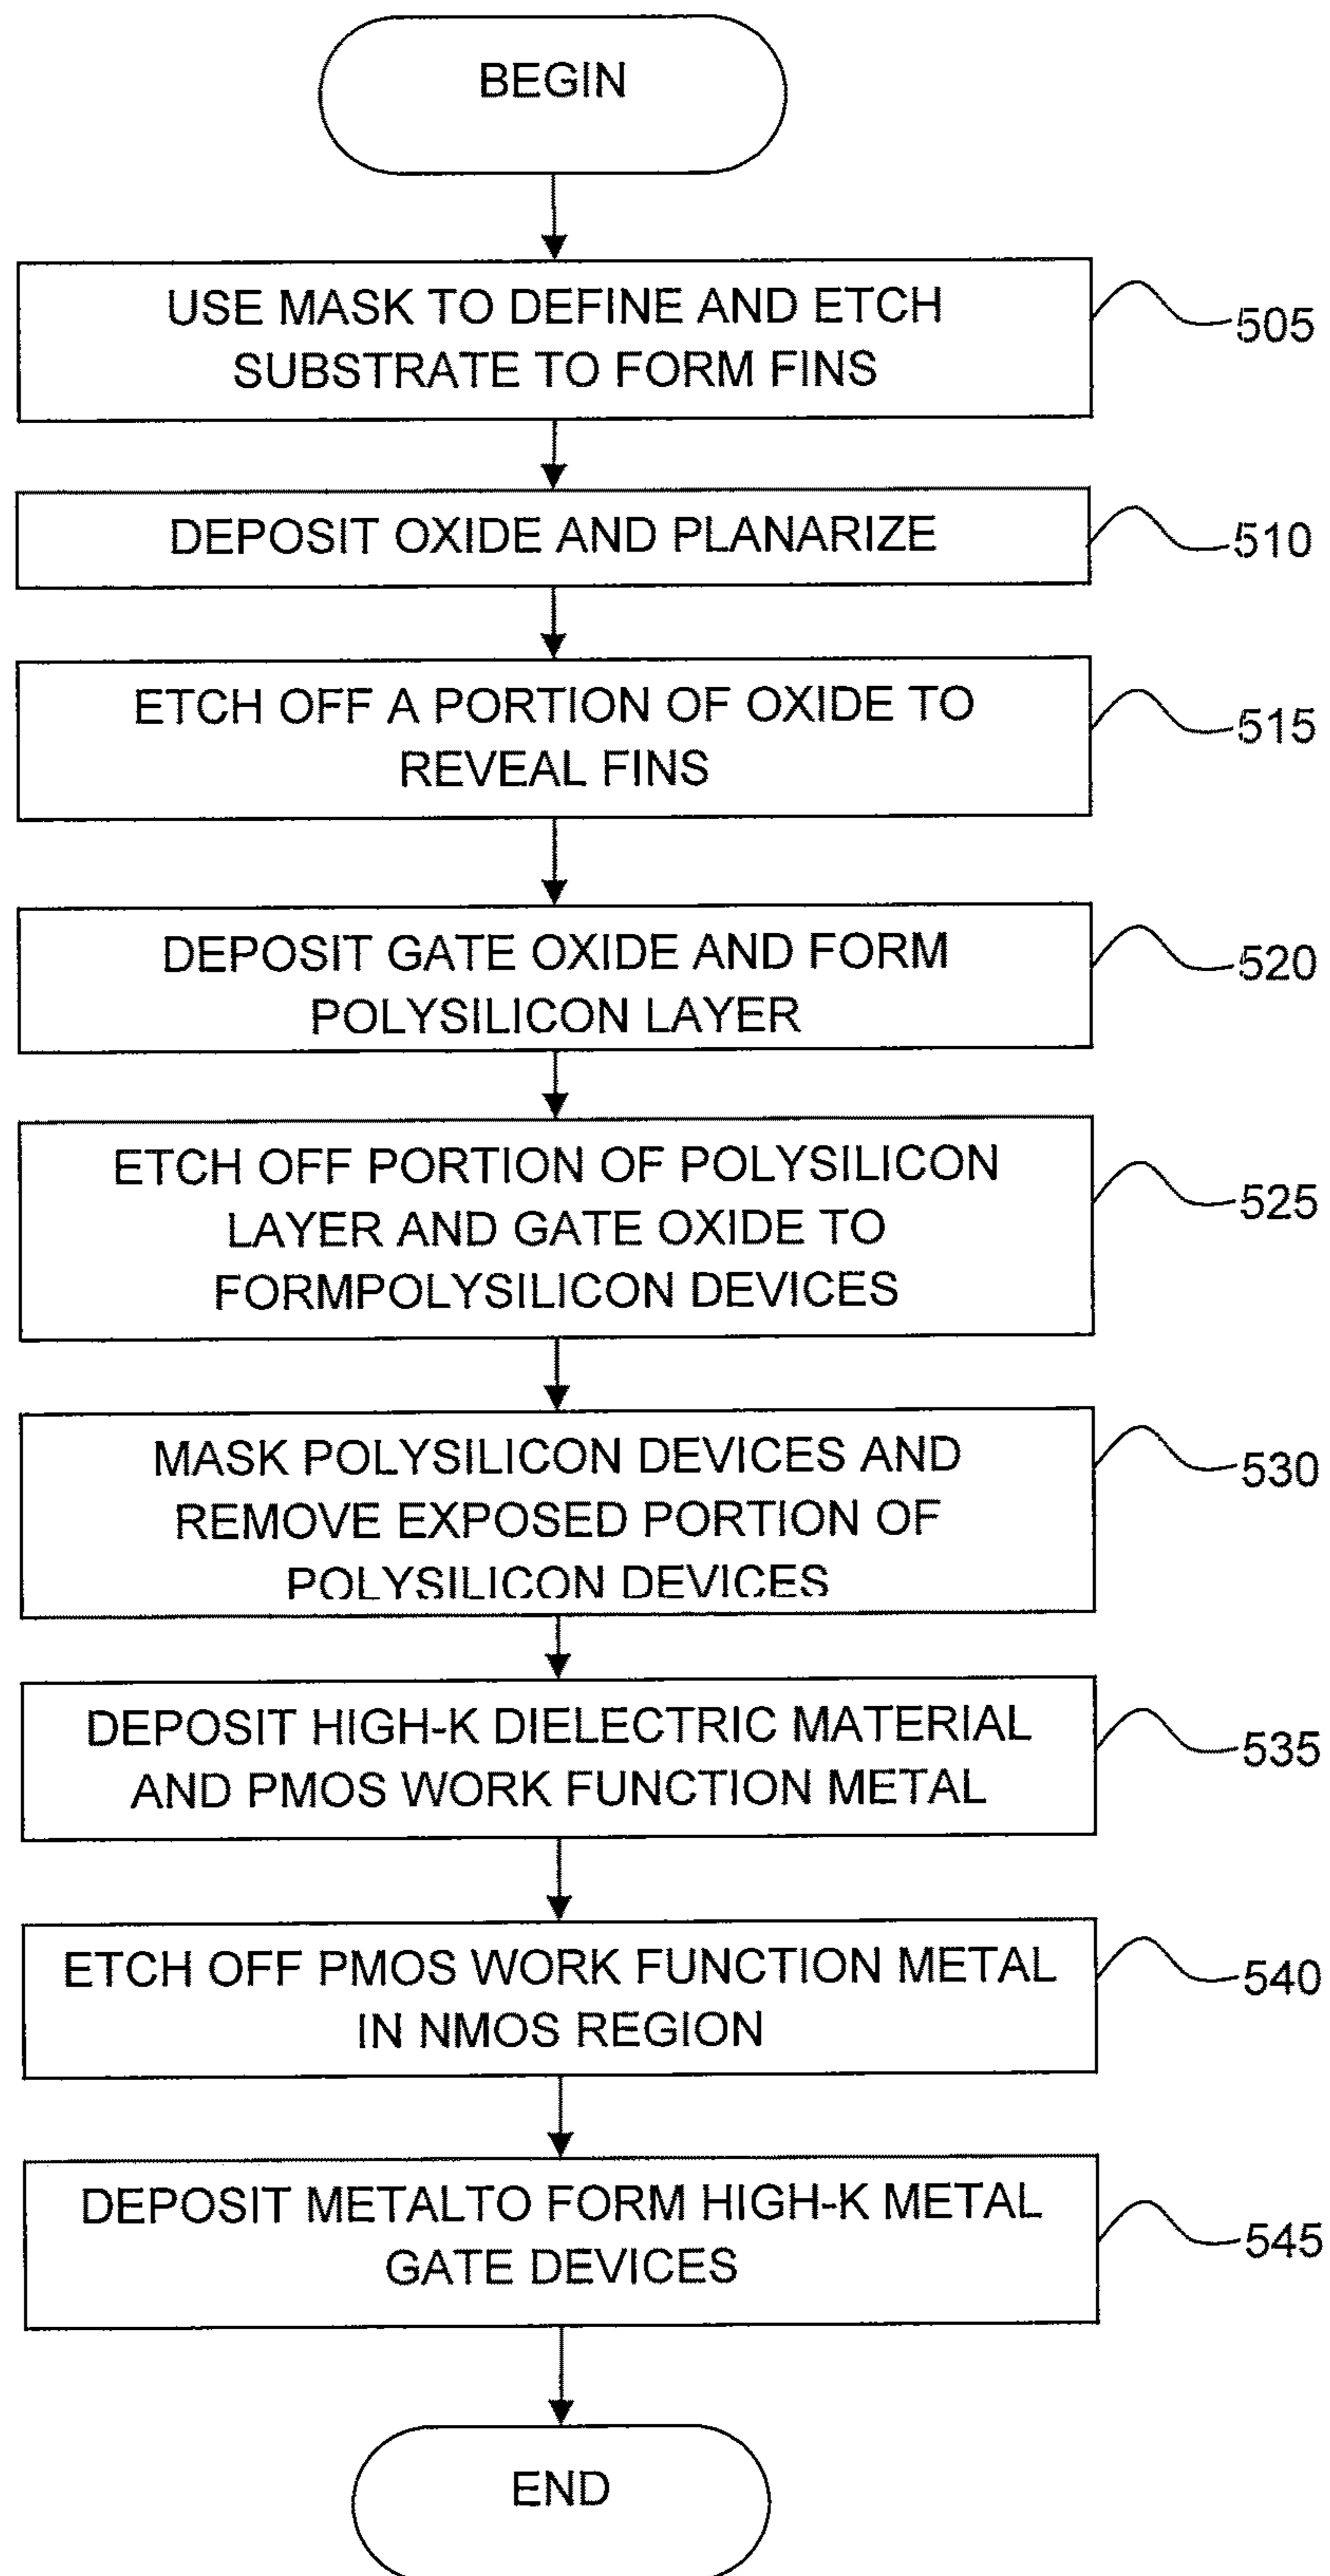 BEGIN
USE MASK TO DEFINE AND ETCH
SUBSTRATE TO FORM FINS
505
DEPOSIT OXIDE AND PLANARIZE
510
ETCH OFF A PORTION OF OXIDE TO
REVEAL FINS
515
DEPOSIT GATE OXIDE AND FORM
POLYSILICON LAYER
520
ETCH OFF PORTION OF POLYSILICON
LAYER AND GATE OXIDE TO
FORMPOLYSILICON DEVICES
525
MASK POLYSILICON DEVICES AND
REMOVE EXPOSED PORTION OF
POLYSILICON DEVICES
530
DEPOSIT HIGH-K DIELECTRIC MATERIAL
AND PMOS WORK FUNCTION METAL
535
ETCH OFF PMOS WORK FUNCTION METAL
IN NMOS REGION
540
DEPOSIT METALTO FORM HIGH-K METAL
GATE DEVICES
545
END